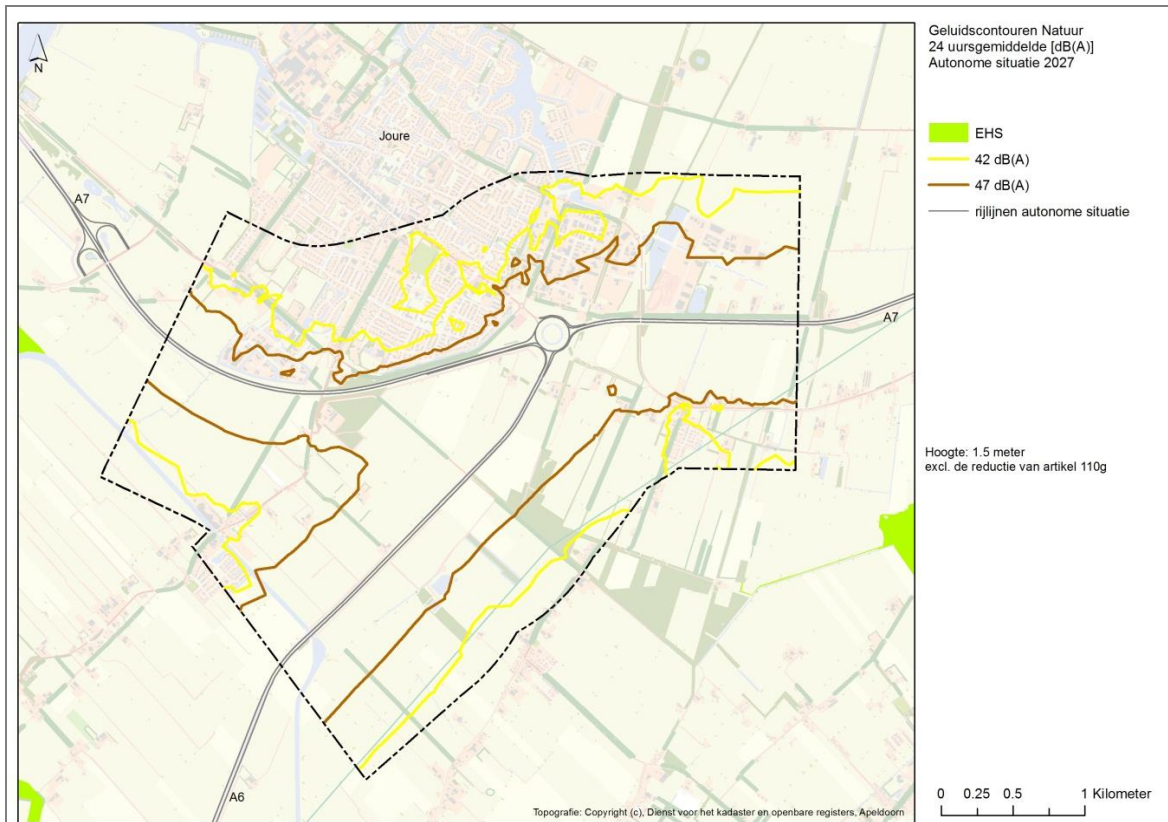 Geluidscontouren Natuur
24 uursgemiddelde [dB(A)]
Autonome situatie 2027
EHS
42 dB(A)
47 dB(A)
rijlijnen autonome situatie
N
Joure
A7
A7
A6
Hoogte: 1.5 meter
excl. de reductie van artikel 110g
0 0.25 0.5 1 Kilometer
Topografie: Copyright (c), Dienst voor het kadaster en openbare registers, Apeldoorn